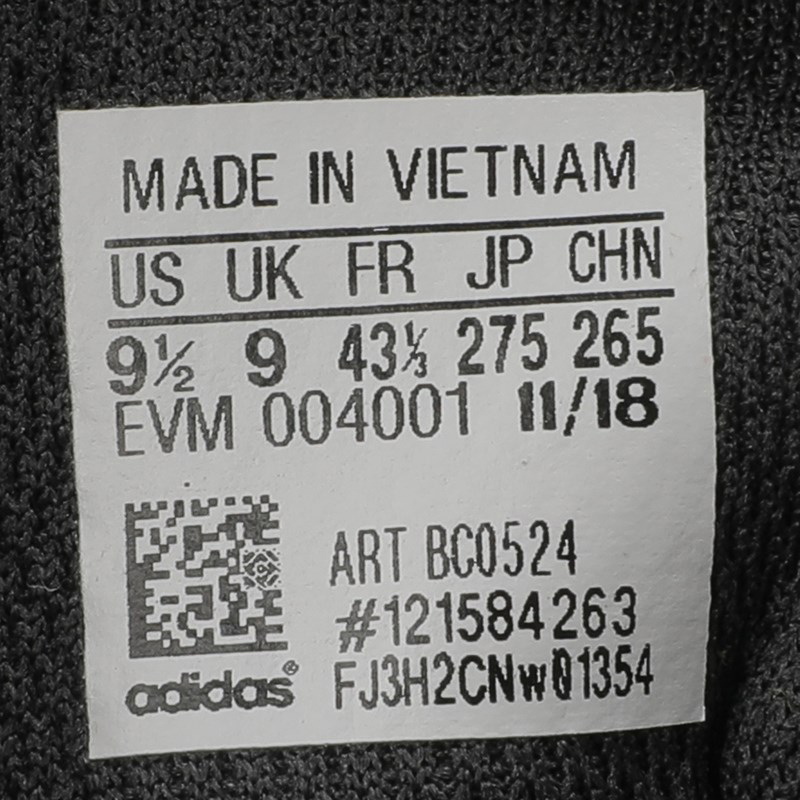 MADE IN VIETNAM
US UK FR JP CHN
9½ 9 43⅓ 275 265
EVM 004001 11/18
ART BC0524
#121584263
adidas®
FJ3H2CNw01354